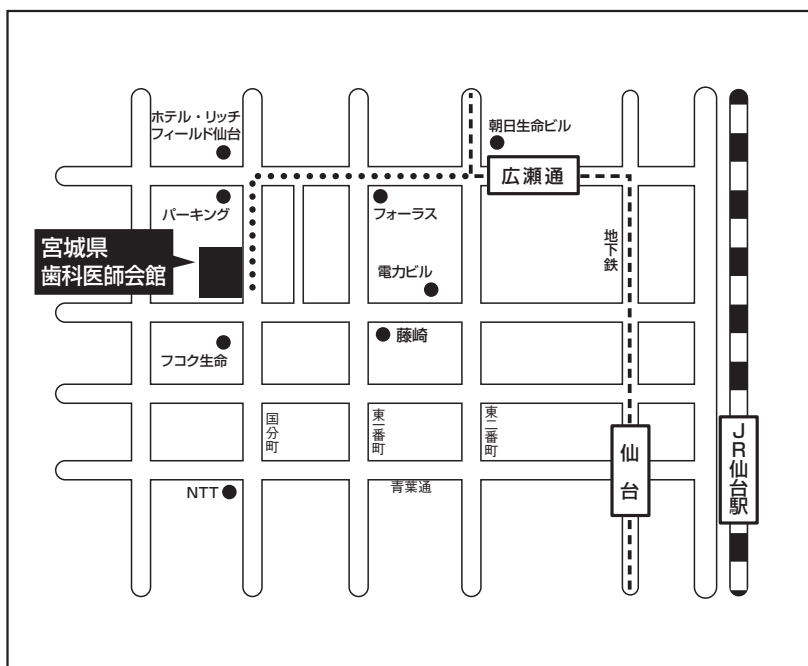 ホテル・リッチ
フィールド仙台
朝日生命ビル
広瀬通
パーキング
フォーラス
宮城県
歯科医師会館
地下鉄
電力ビル
フコク生命
藤崎
国分町
東一番町
東二番町
仙台
JR仙台駅
NTT
青葉通